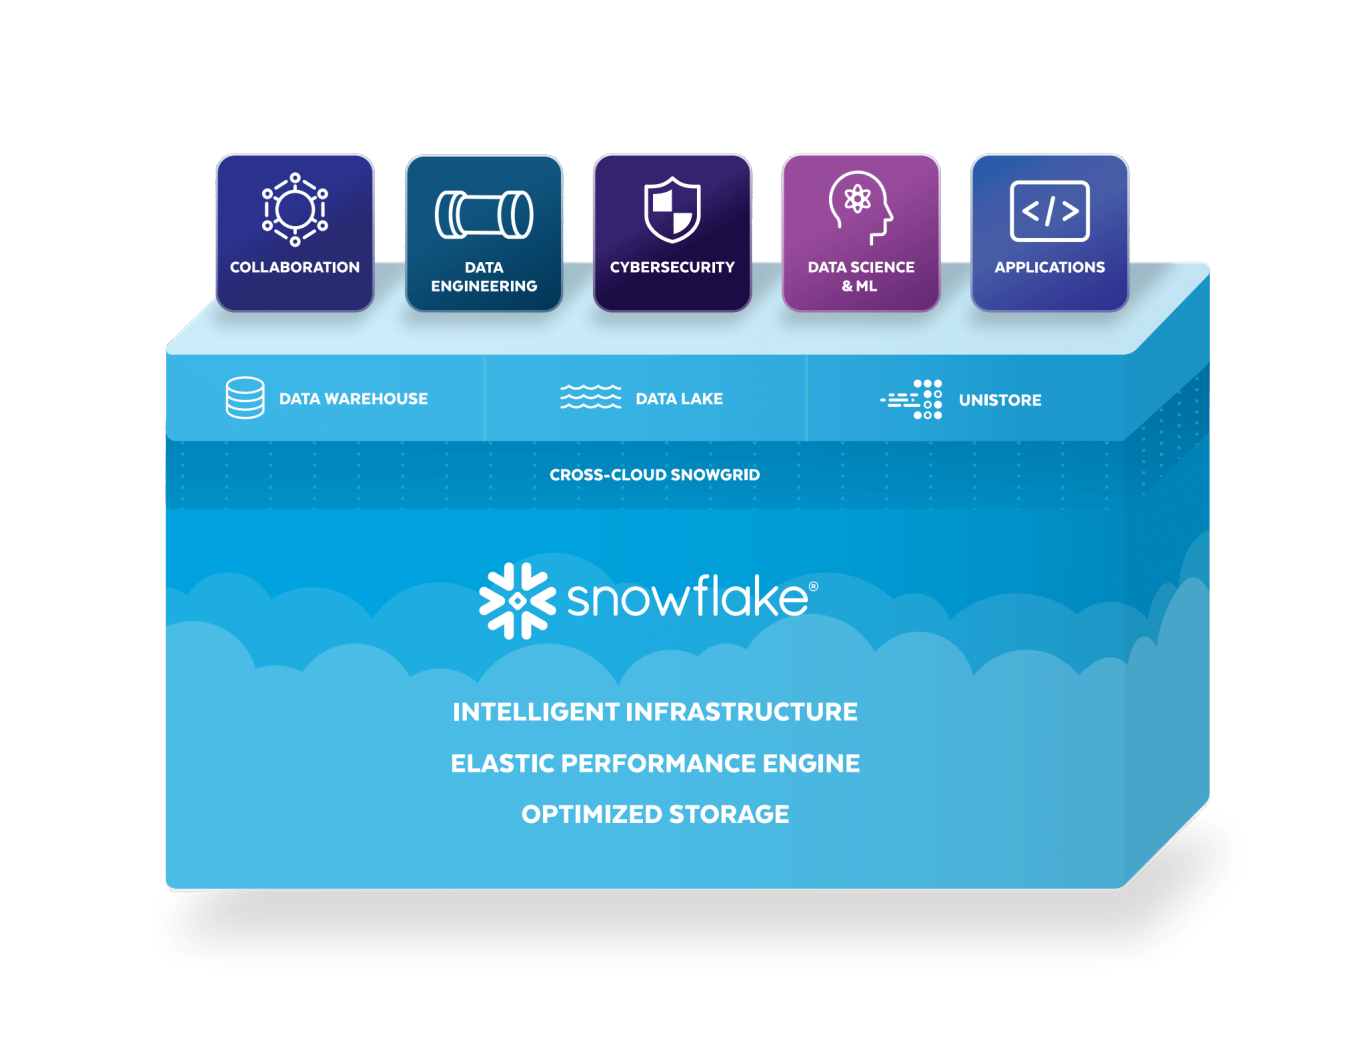 COLLABORATION
DATA
ENGINEERING
CYBERSECURITY
DATA SCIENCE
& ML
APPLICATIONS
DATA WAREHOUSE
DATA LAKE
UNISTORE
CROSS-CLOUD SNOWGRID
snowflake®
INTELLIGENT INFRASTRUCTURE
ELASTIC PERFORMANCE ENGINE
OPTIMIZED STORAGE